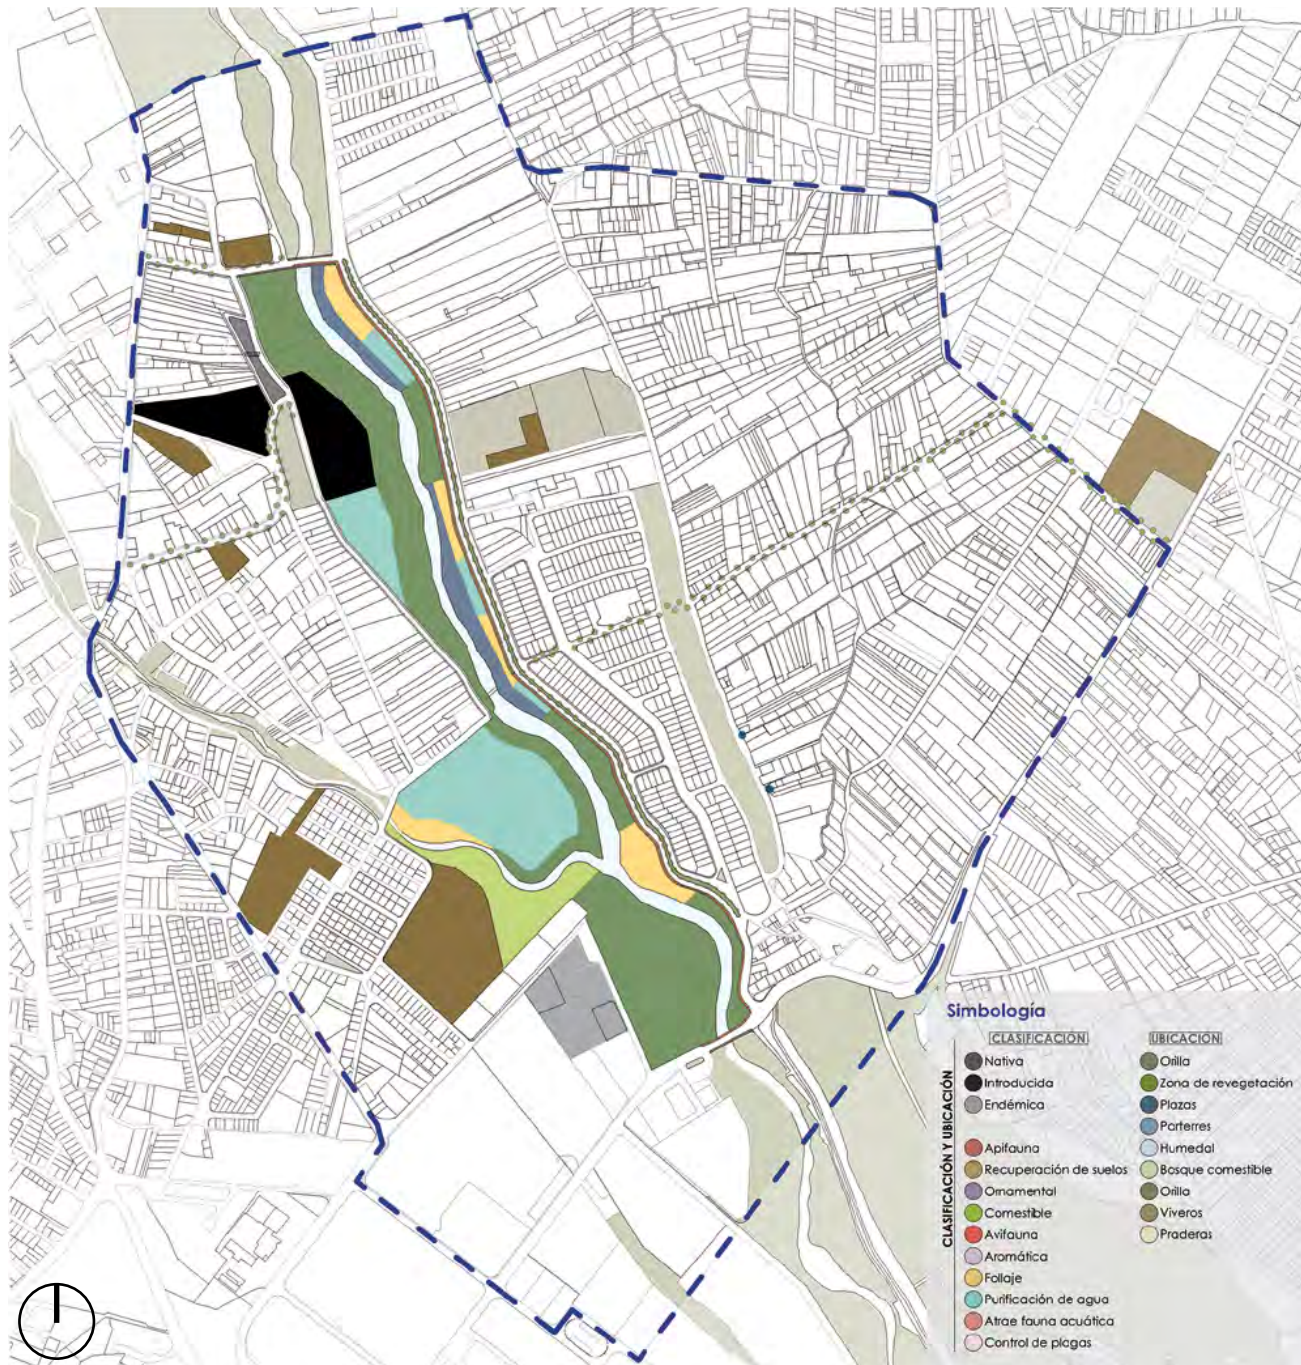 Simbología
CLASIFICACIÓN
UBICACIÓN
CLASIFICACIÓN Y UBICACIÓN
Nativa
Introducida
Endémica
Apifauna
Recuperación de suelos
Ornamental
Comestible
Avifauna
Aromática
Follaje
Purificación de agua
Atrae fauna acuática
Control de plagas
Orilla
Zona de revegetación
Plazas
Parterres
Humedal
Bosque comestible
Orilla
Viveros
Praderas